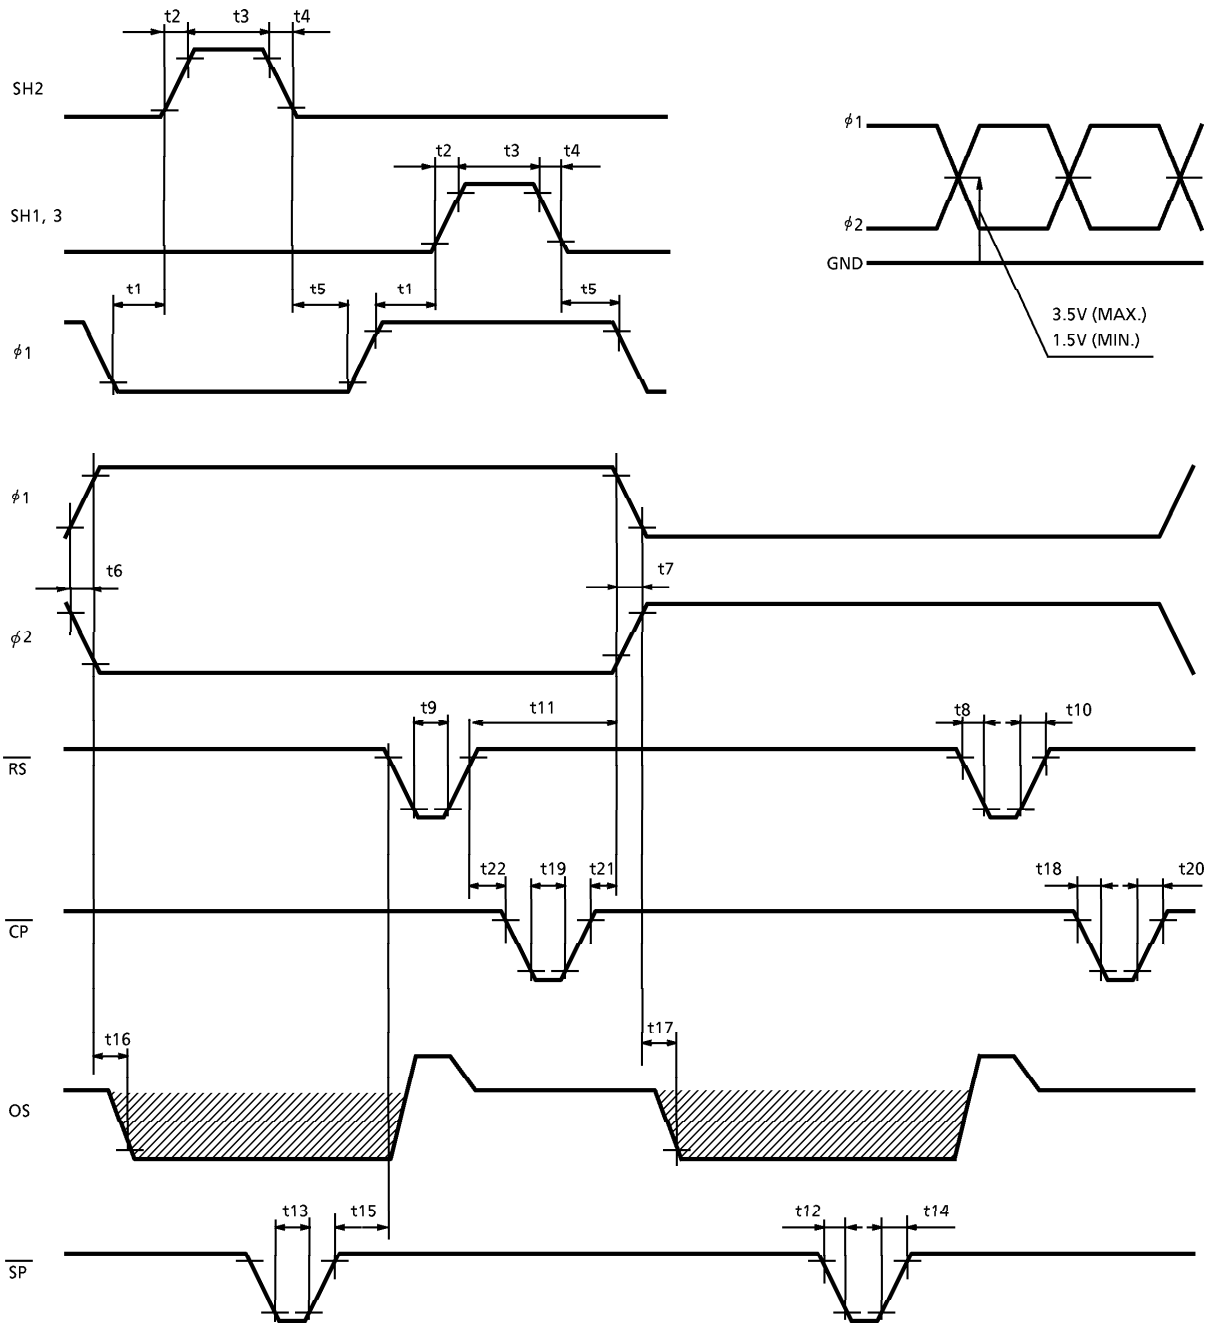 t2 t3 t4
SH2
t2 t3 t4
SH1, 3
t1 t5 t1 t5
ϕ1
ϕ1
ϕ2
GND
3.5V (MAX.)
1.5V (MIN.)
ϕ1
t6 t7
ϕ2
t9 t11 t8 t10
RS
t22 t19 t21 t18 t20
CP
t16 t17
OS
t13 t15 t12 t14
SP